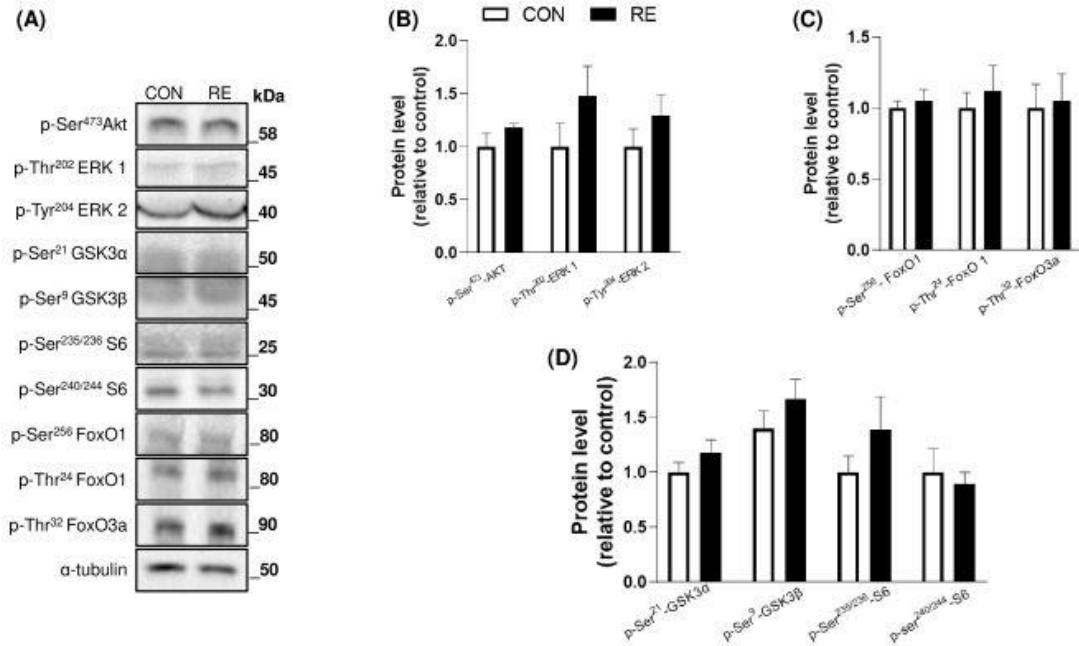 (A)
CON RE kDa
p-Ser473Akt 58
p-Thr202 ERK 1 45
p-Tyr204 ERK 2 40
p-Ser21 GSK3α 50
p-Ser9 GSK3β 45
p-Ser235/236 S6 25
p-Ser240/244 S6 30
p-Ser256 FoxO1 80
p-Thr24 FoxO1 80
p-Thr32 FoxO3a 90
α-tubulin 50
CON RE
(B)
Protein level
(relative to control)
2.0
1.5
1.0
0.5
0.0
p-Ser473-AKT
p-Thr202-ERK 1
p-Tyr204-ERK 2
(C)
Protein level
(relative to control)
1.5
1.0
0.5
0.0
p-Ser256- FoxO1
p-Thr24-FoxO 1
p-Thr32-FoxO3a
(D)
Protein level
(relative to control)
2.0
1.5
1.0
0.5
0.0
p-Ser21-GSK3α
p-Ser9-GSK3β
p-Ser235/236-S6
p-ser240/244-S6